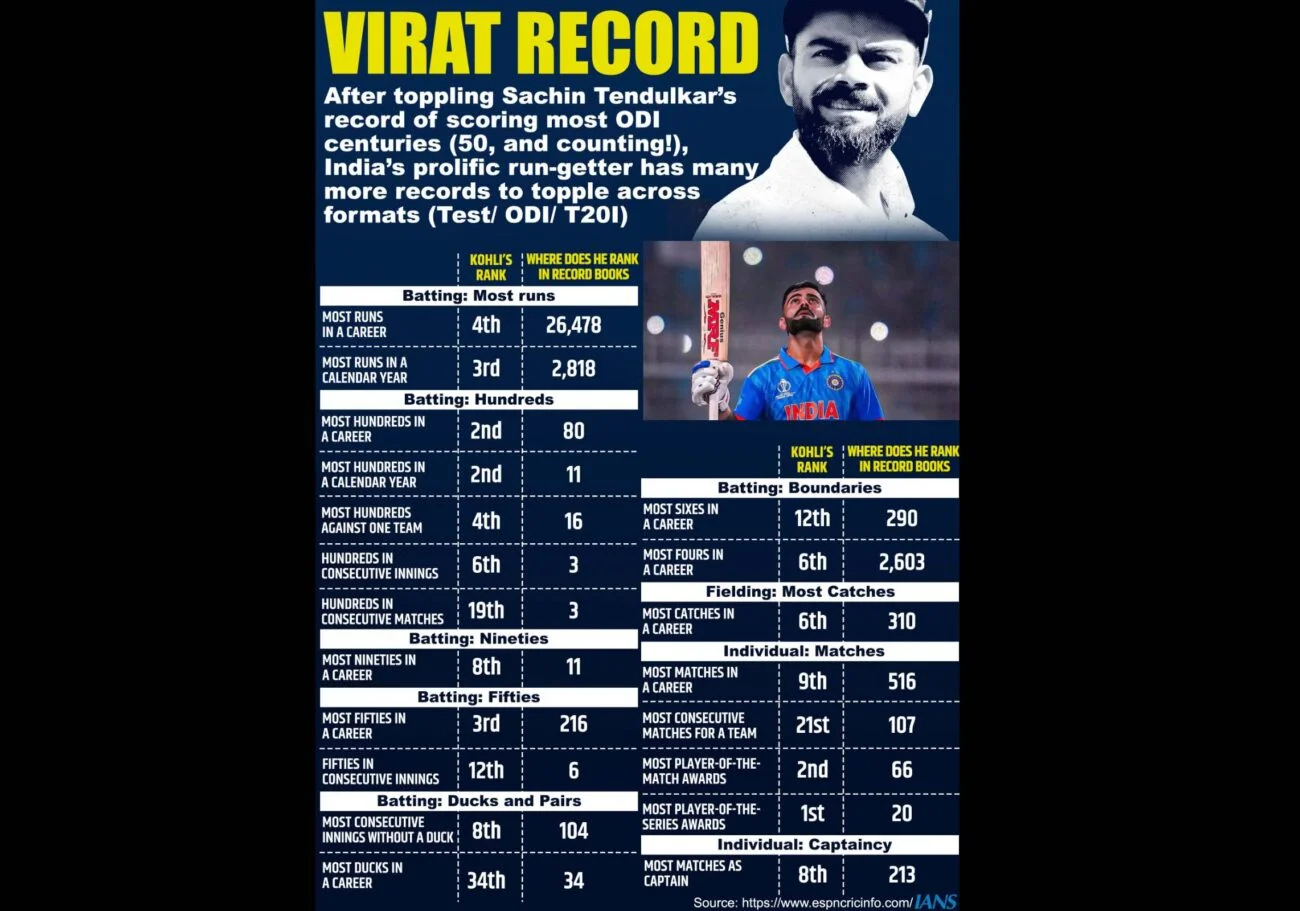 VIRAT RECORD
After toppling Sachin Tendulkar's
record of scoring most ODI
centuries (50, and counting!),
India's prolific run-getter has many
more records to topple across
formats (Test/ ODI/ T20I)
KOHLI'S
RANK
WHERE DOES HE RANK
IN RECORD BOOKS
Batting: Most runs
MOST RUNS
IN A CAREER
4th
26,478
MOST RUNS IN A
CALENDAR YEAR
3rd
2,818
Batting: Hundreds
MOST HUNDREDS IN
A CAREER
2nd
80
MOST HUNDREDS IN
A CALENDAR YEAR
2nd
11
MOST HUNDREDS
AGAINST ONE TEAM
4th
16
HUNDREDS IN
CONSECUTIVE INNINGS
6th
3
HUNDREDS IN
CONSECUTIVE MATCHES
19th
3
Batting: Nineties
MOST NINETIES IN
A CAREER
8th
11
Batting: Fifties
MOST FIFTIES IN
A CAREER
3rd
216
FIFTIES IN
CONSECUTIVE INNINGS
12th
6
Batting: Ducks and Pairs
MOST CONSECUTIVE
INNINGS WITHOUT A DUCK
8th
104
MOST DUCKS IN
A CAREER
34th
34
Genius
MRF
INDIA
KOHLI'S
RANK
WHERE DOES HE RANK
IN RECORD BOOKS
Batting: Boundaries
MOST SIXES IN
A CAREER
12th
290
MOST FOURS IN
A CAREER
6th
2,603
Fielding: Most Catches
MOST CATCHES IN
A CAREER
6th
310
Individual: Matches
MOST MATCHES IN
A CAREER
9th
516
MOST CONSECUTIVE
MATCHES FOR A TEAM
21st
107
MOST PLAYER-OF-THE-
MATCH AWARDS
2nd
66
MOST PLAYER-OF-THE-
SERIES AWARDS
1st
20
Individual: Captaincy
MOST MATCHES AS
CAPTAIN
8th
213
Source: https://www.espncricinfo.com/ IANS